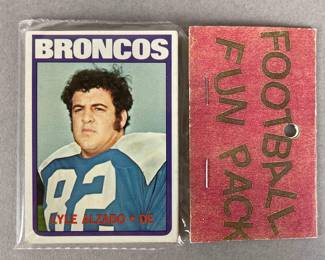 BRONCOS
82
LYLE ALZADO • DE
FOOTBALL
FUN PACK